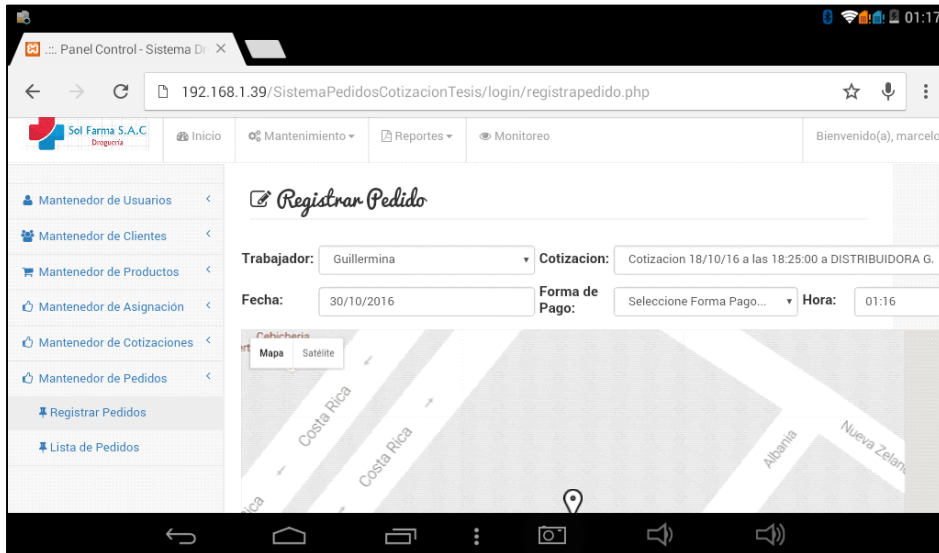 01:17
.::. Panel Control - Sistema Dr
192.168.1.39/SistemaPedidosCotizacionTesis/login/registrapedido.php
Sol Farma S.A.C
Droguería
Inicio
Mantenimiento
Reportes
Monitoreo
Bienvenido(a), marcelo
Mantenedor de Usuarios
Mantenedor de Clientes
Mantenedor de Productos
Mantenedor de Asignación
Mantenedor de Cotizaciones
Mantenedor de Pedidos
Registrar Pedidos
Lista de Pedidos
Registrar Pedido
Trabajador: Guillermina
Cotizacion: Cotizacion 18/10/16 a las 18:25:00 a DISTRIBUIDORA G.
Fecha: 30/10/2016
Forma de
Pago: Seleccione Forma Pago...
Hora: 01:16
Cebicheria
Mapa Satélite
Costa Rica
Costa Rica
Rica
Albania
Nueva Zelan